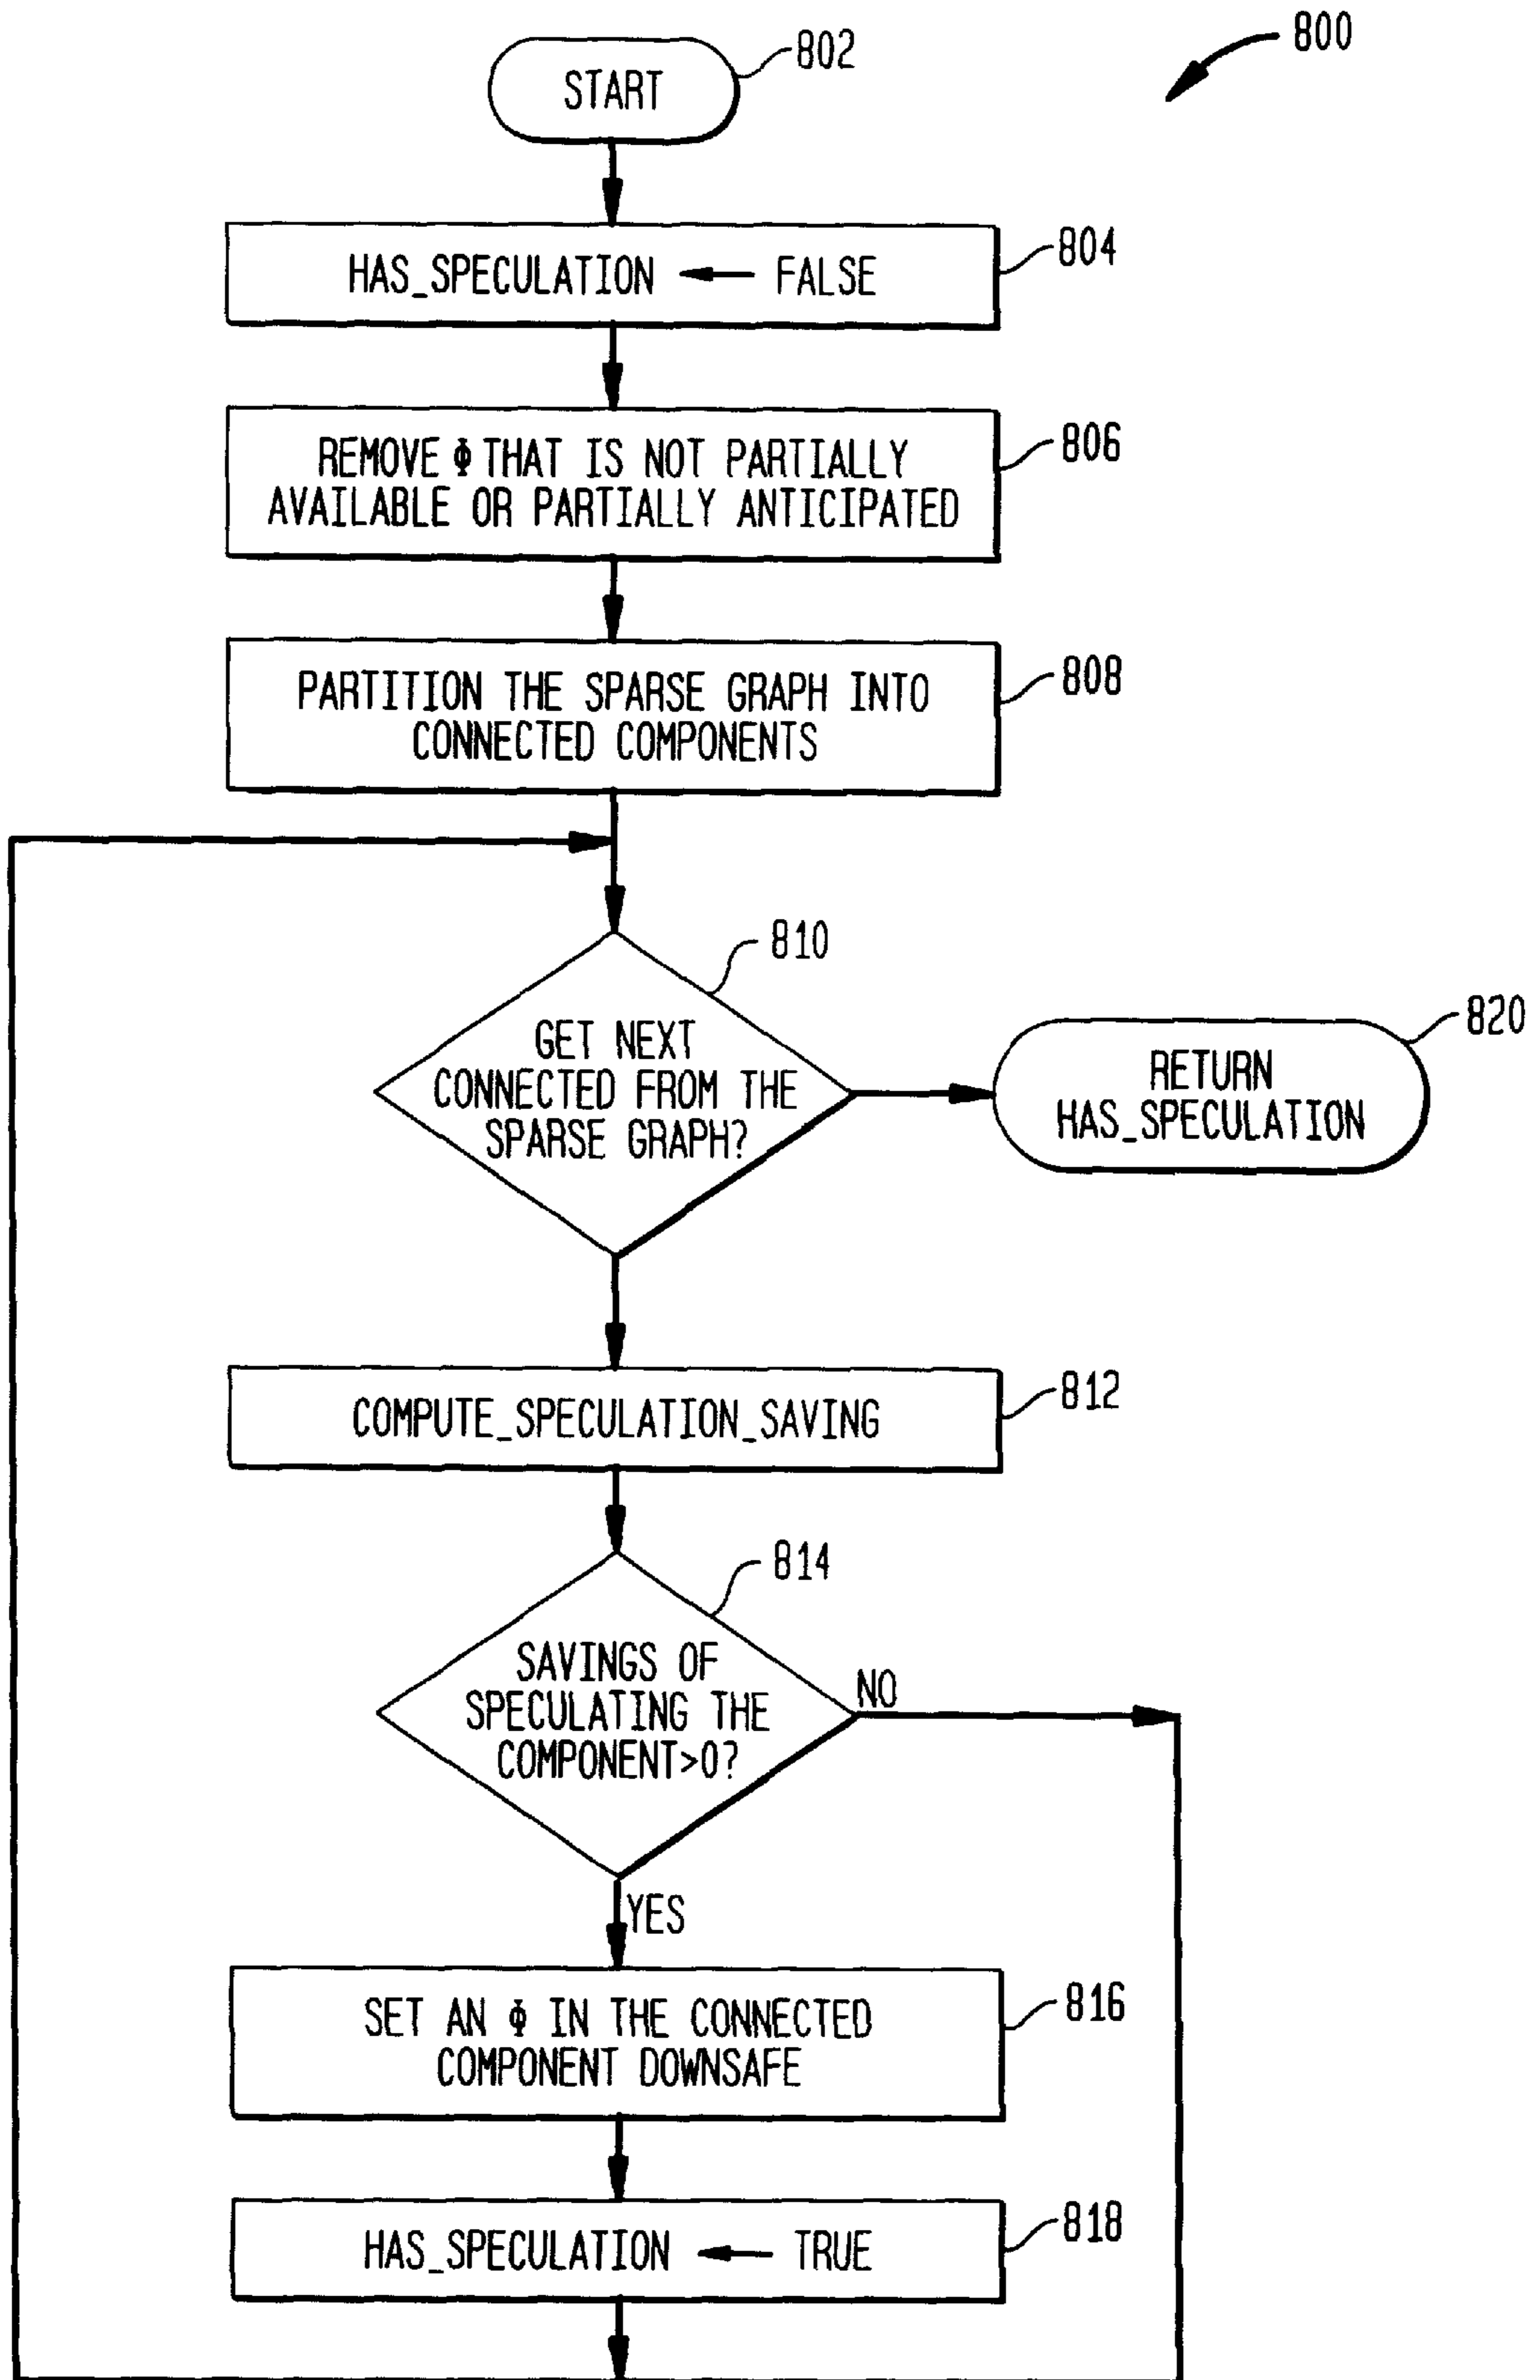 800
802
START
804
HAS_SPECULATION ← FALSE
806
REMOVE Φ THAT IS NOT PARTIALLY
AVAILABLE OR PARTIALLY ANTICIPATED
808
PARTITION THE SPARSE GRAPH INTO
CONNECTED COMPONENTS
810
GET NEXT
CONNECTED FROM THE
SPARSE GRAPH?
820
RETURN
HAS_SPECULATION
812
COMPUTE_SPECULATION_SAVING
814
SAVINGS OF
SPECULATING THE
COMPONENT>0?
NO
YES
816
SET AN Φ IN THE CONNECTED
COMPONENT DOWNSAFE
818
HAS_SPECULATION ← TRUE